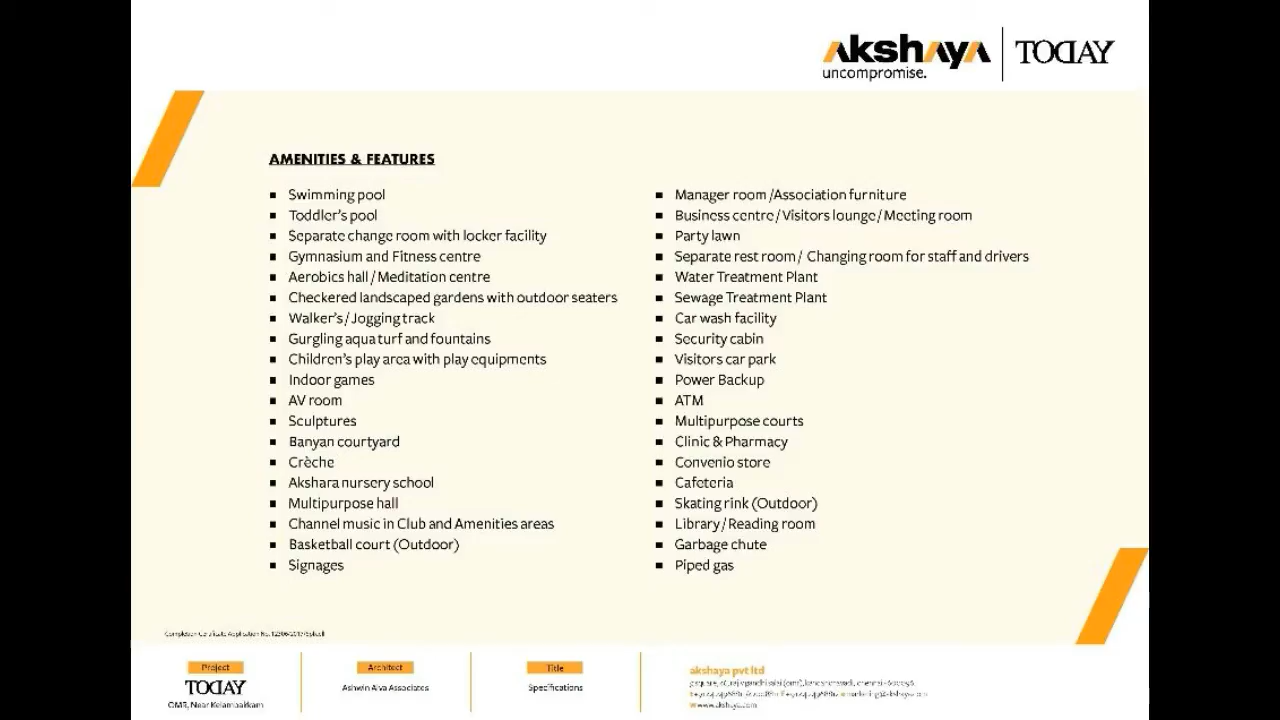 akshaya
uncompromise.
TODAY
AMENITIES & FEATURES
Swimming pool
Toddler's pool
Separate change room with locker facility
Gymnasium and Fitness centre
Aerobics hall / Meditation centre
Checkered landscaped gardens with outdoor seaters
Walker's / Jogging track
Gurgling aqua turf and fountains
Children's play area with play equipments
Indoor games
AV room
Sculptures
Banyan courtyard
Crèche
Akshara nursery school
Multipurpose hall
Channel music in Club and Amenities areas
Basketball court (Outdoor)
Signages
Manager room /Association furniture
Business centre / Visitors lounge / Meeting room
Party lawn
Separate rest room / Changing room for staff and drivers
Water Treatment Plant
Sewage Treatment Plant
Car wash facility
Security cabin
Visitors car park
Power Backup
ATM
Multipurpose courts
Clinic & Pharmacy
Convenio store
Cafeteria
Skating rink (Outdoor)
Library / Reading room
Garbage chute
Piped gas
Completion Certificate Application No.
Project
TODAY
OMR, Near Kelambakkam
Architect
Ashwin Alva Associates
Title
Specifications
akshaya pvt ltd
www.akshaya.com